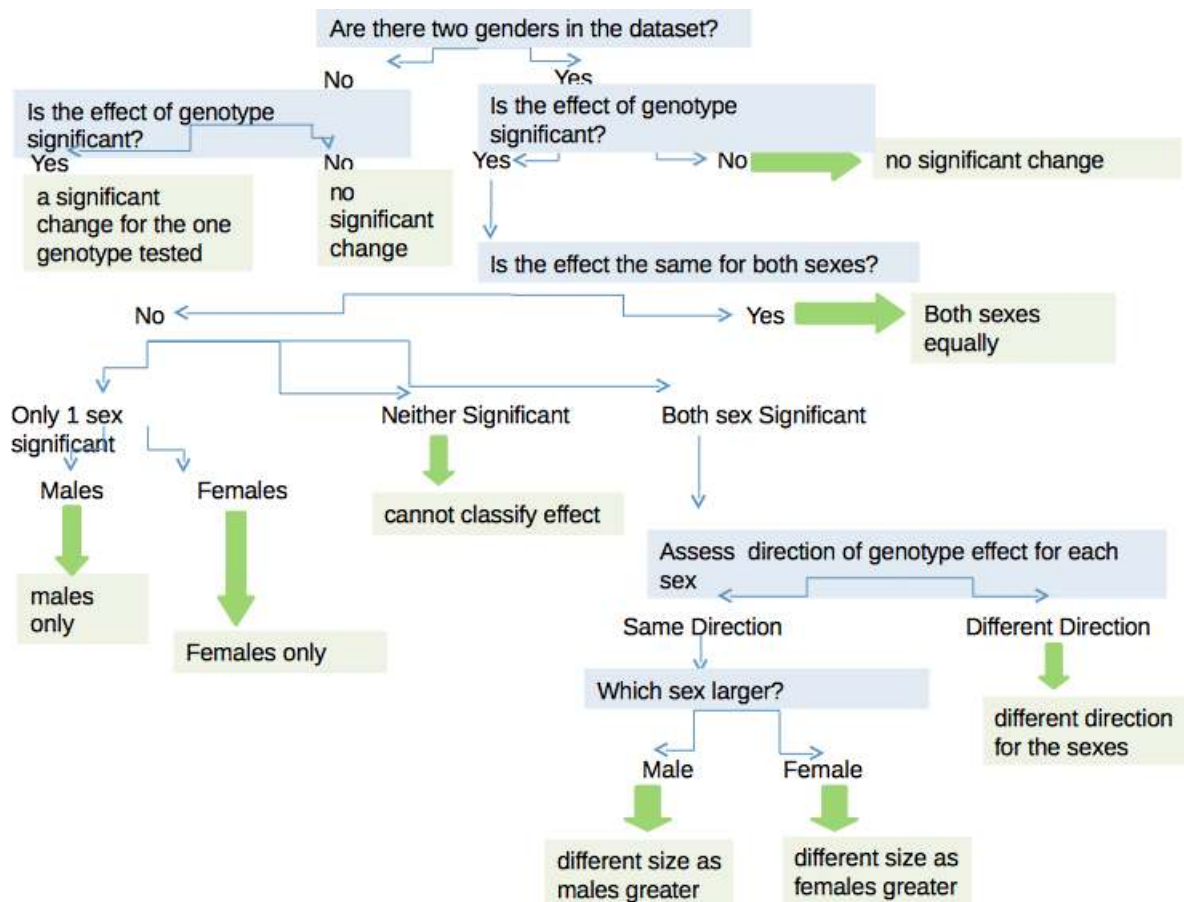 Are there two genders in the dataset?
No
Yes
Is the effect of genotype
significant?
Yes
No
a significant
change for the one
genotype tested
no
significant
change
Is the effect of genotype
significant?
Yes
No
no significant change
Is the effect the same for both sexes?
No
Yes
Both sexes
equally
Only 1 sex
significant
Neither Significant
Both sex Significant
Males
Females
cannot classify effect
males
only
Females only
Assess direction of genotype effect for each
sex
Same Direction
Different Direction
Which sex larger?
different direction
for the sexes
Male
Female
different size as
males greater
different size as
females greater